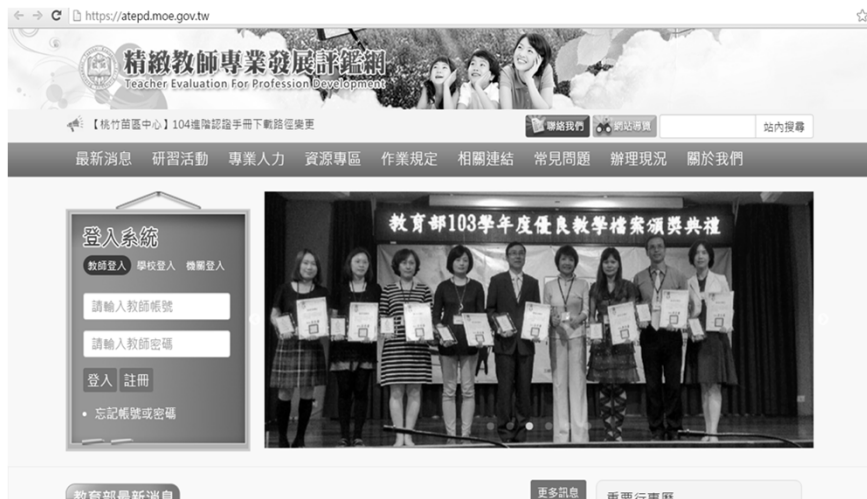 https://atepd.moe.gov.tw
精緻教師專業發展評鑑網
Teacher Evaluation For Profession Development
【桃竹苗區中心】104進階認證手冊下載路徑變更
聯絡我們 網站導覽 站內搜尋
最新消息 研習活動 專業人力 資源專區 作業規定 相關連結 常見問題 辦理現況 關於我們
教育部103學年度優良教學檔案頒獎典禮
登入系統
教師登入 學校登入 機關登入
請輸入教師帳號
請輸入教師密碼
登入 註冊
忘記帳號或密碼
教育部最新消息 更多訊息 重要行事曆